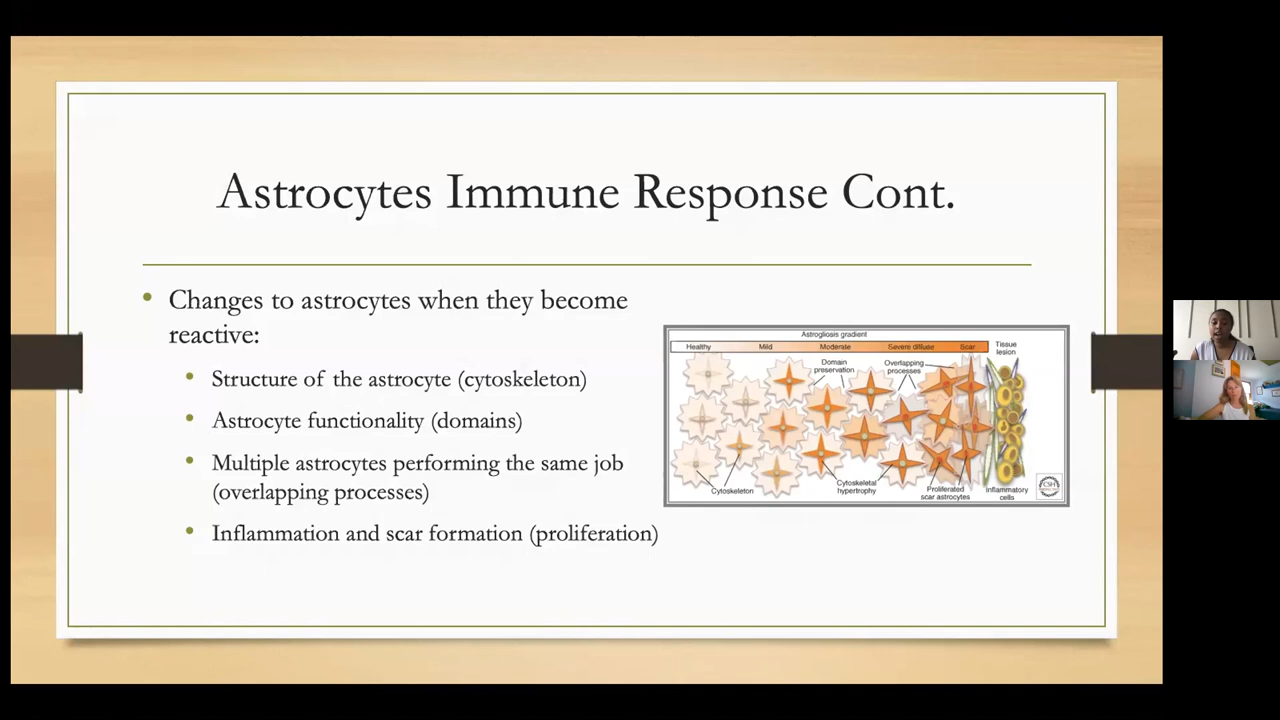 Astrocytes Immune Response Cont.
• Changes to astrocytes when they become
reactive:
• Structure of the astrocyte (cytoskeleton)
• Astrocyte functionality (domains)
• Multiple astrocytes performing the same job
(overlapping processes)
• Inflammation and scar formation (proliferation)
Astrogliosis gradient
Healthy Mild Moderate Severe diffuse Scar
Tissue
lesion
Domain
preservation
Overlapping
processes
Cytoskeleton
Cytoskeletal
hypertrophy
Proliferated
scar astrocytes
Inflammatory
cells
CSH